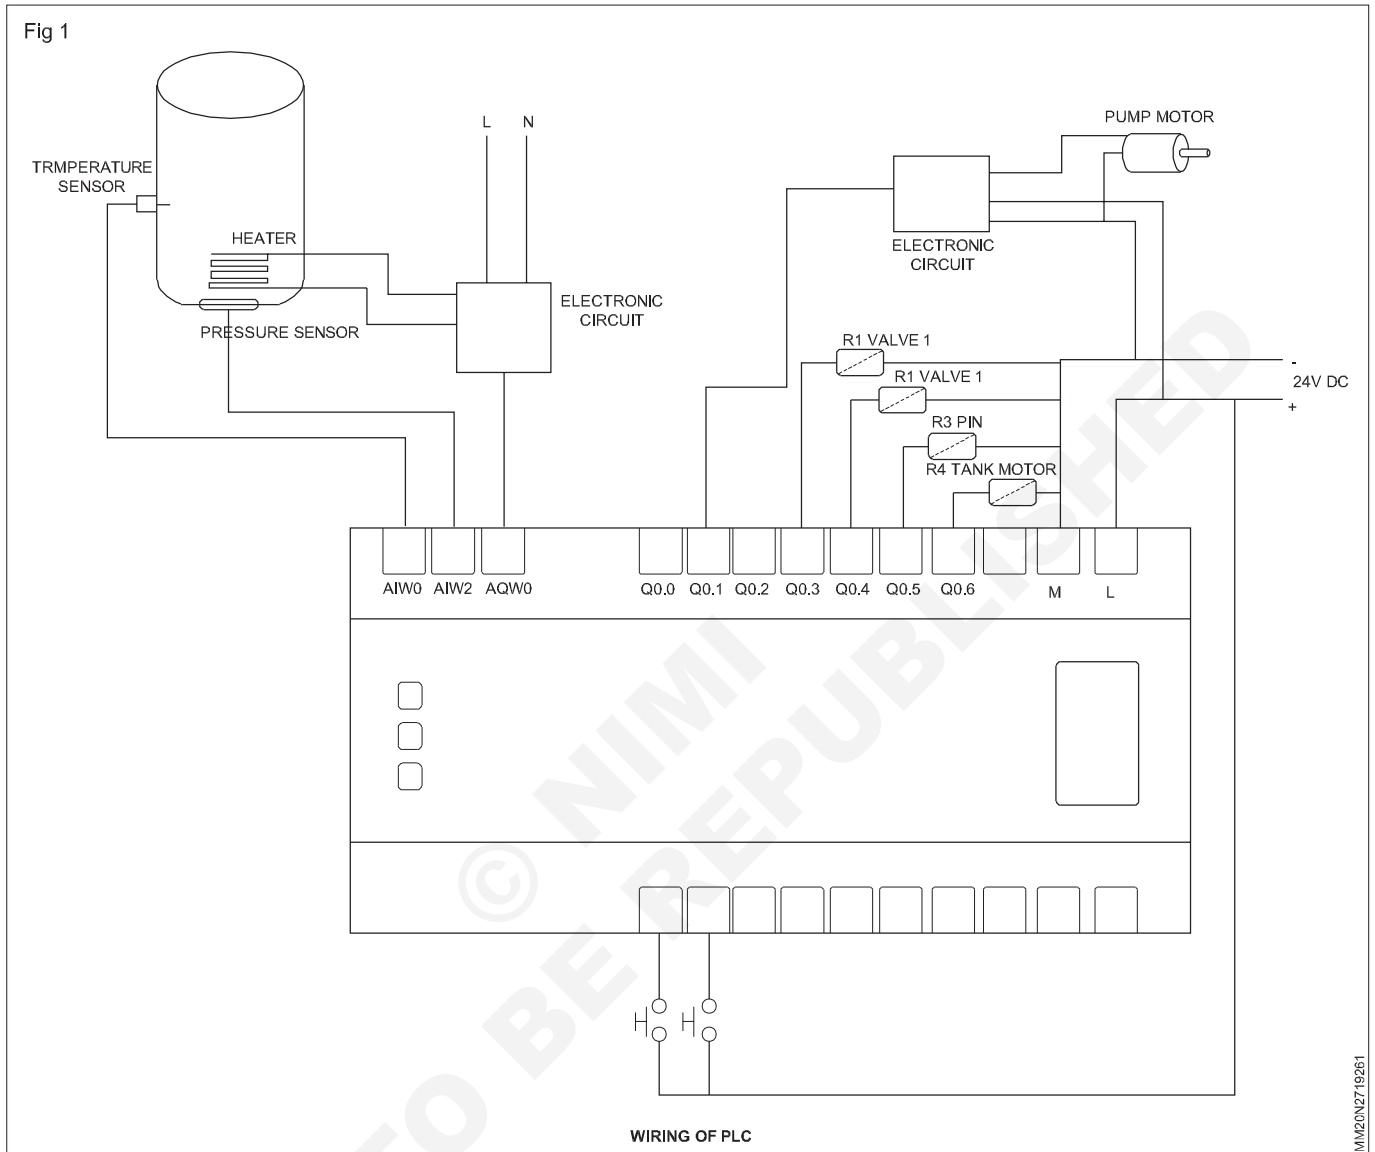 Fig 1
L N
PUMP MOTOR
TRMPERATURE
SENSOR
HEATER
ELECTRONIC
CIRCUIT
ELECTRONIC
CIRCUIT
PRESSURE SENSOR
R1 VALVE 1
-
24V DC
+
R1 VALVE 1
R3 PIN
R4 TANK MOTOR
AIW0 AIW2 AQW0 Q0.0 Q0.1 Q0.2 Q0.3 Q0.4 Q0.5 Q0.6 M L
© NIMI
TO BE REPUBLISHED
WIRING OF PLC
MM20N2719261